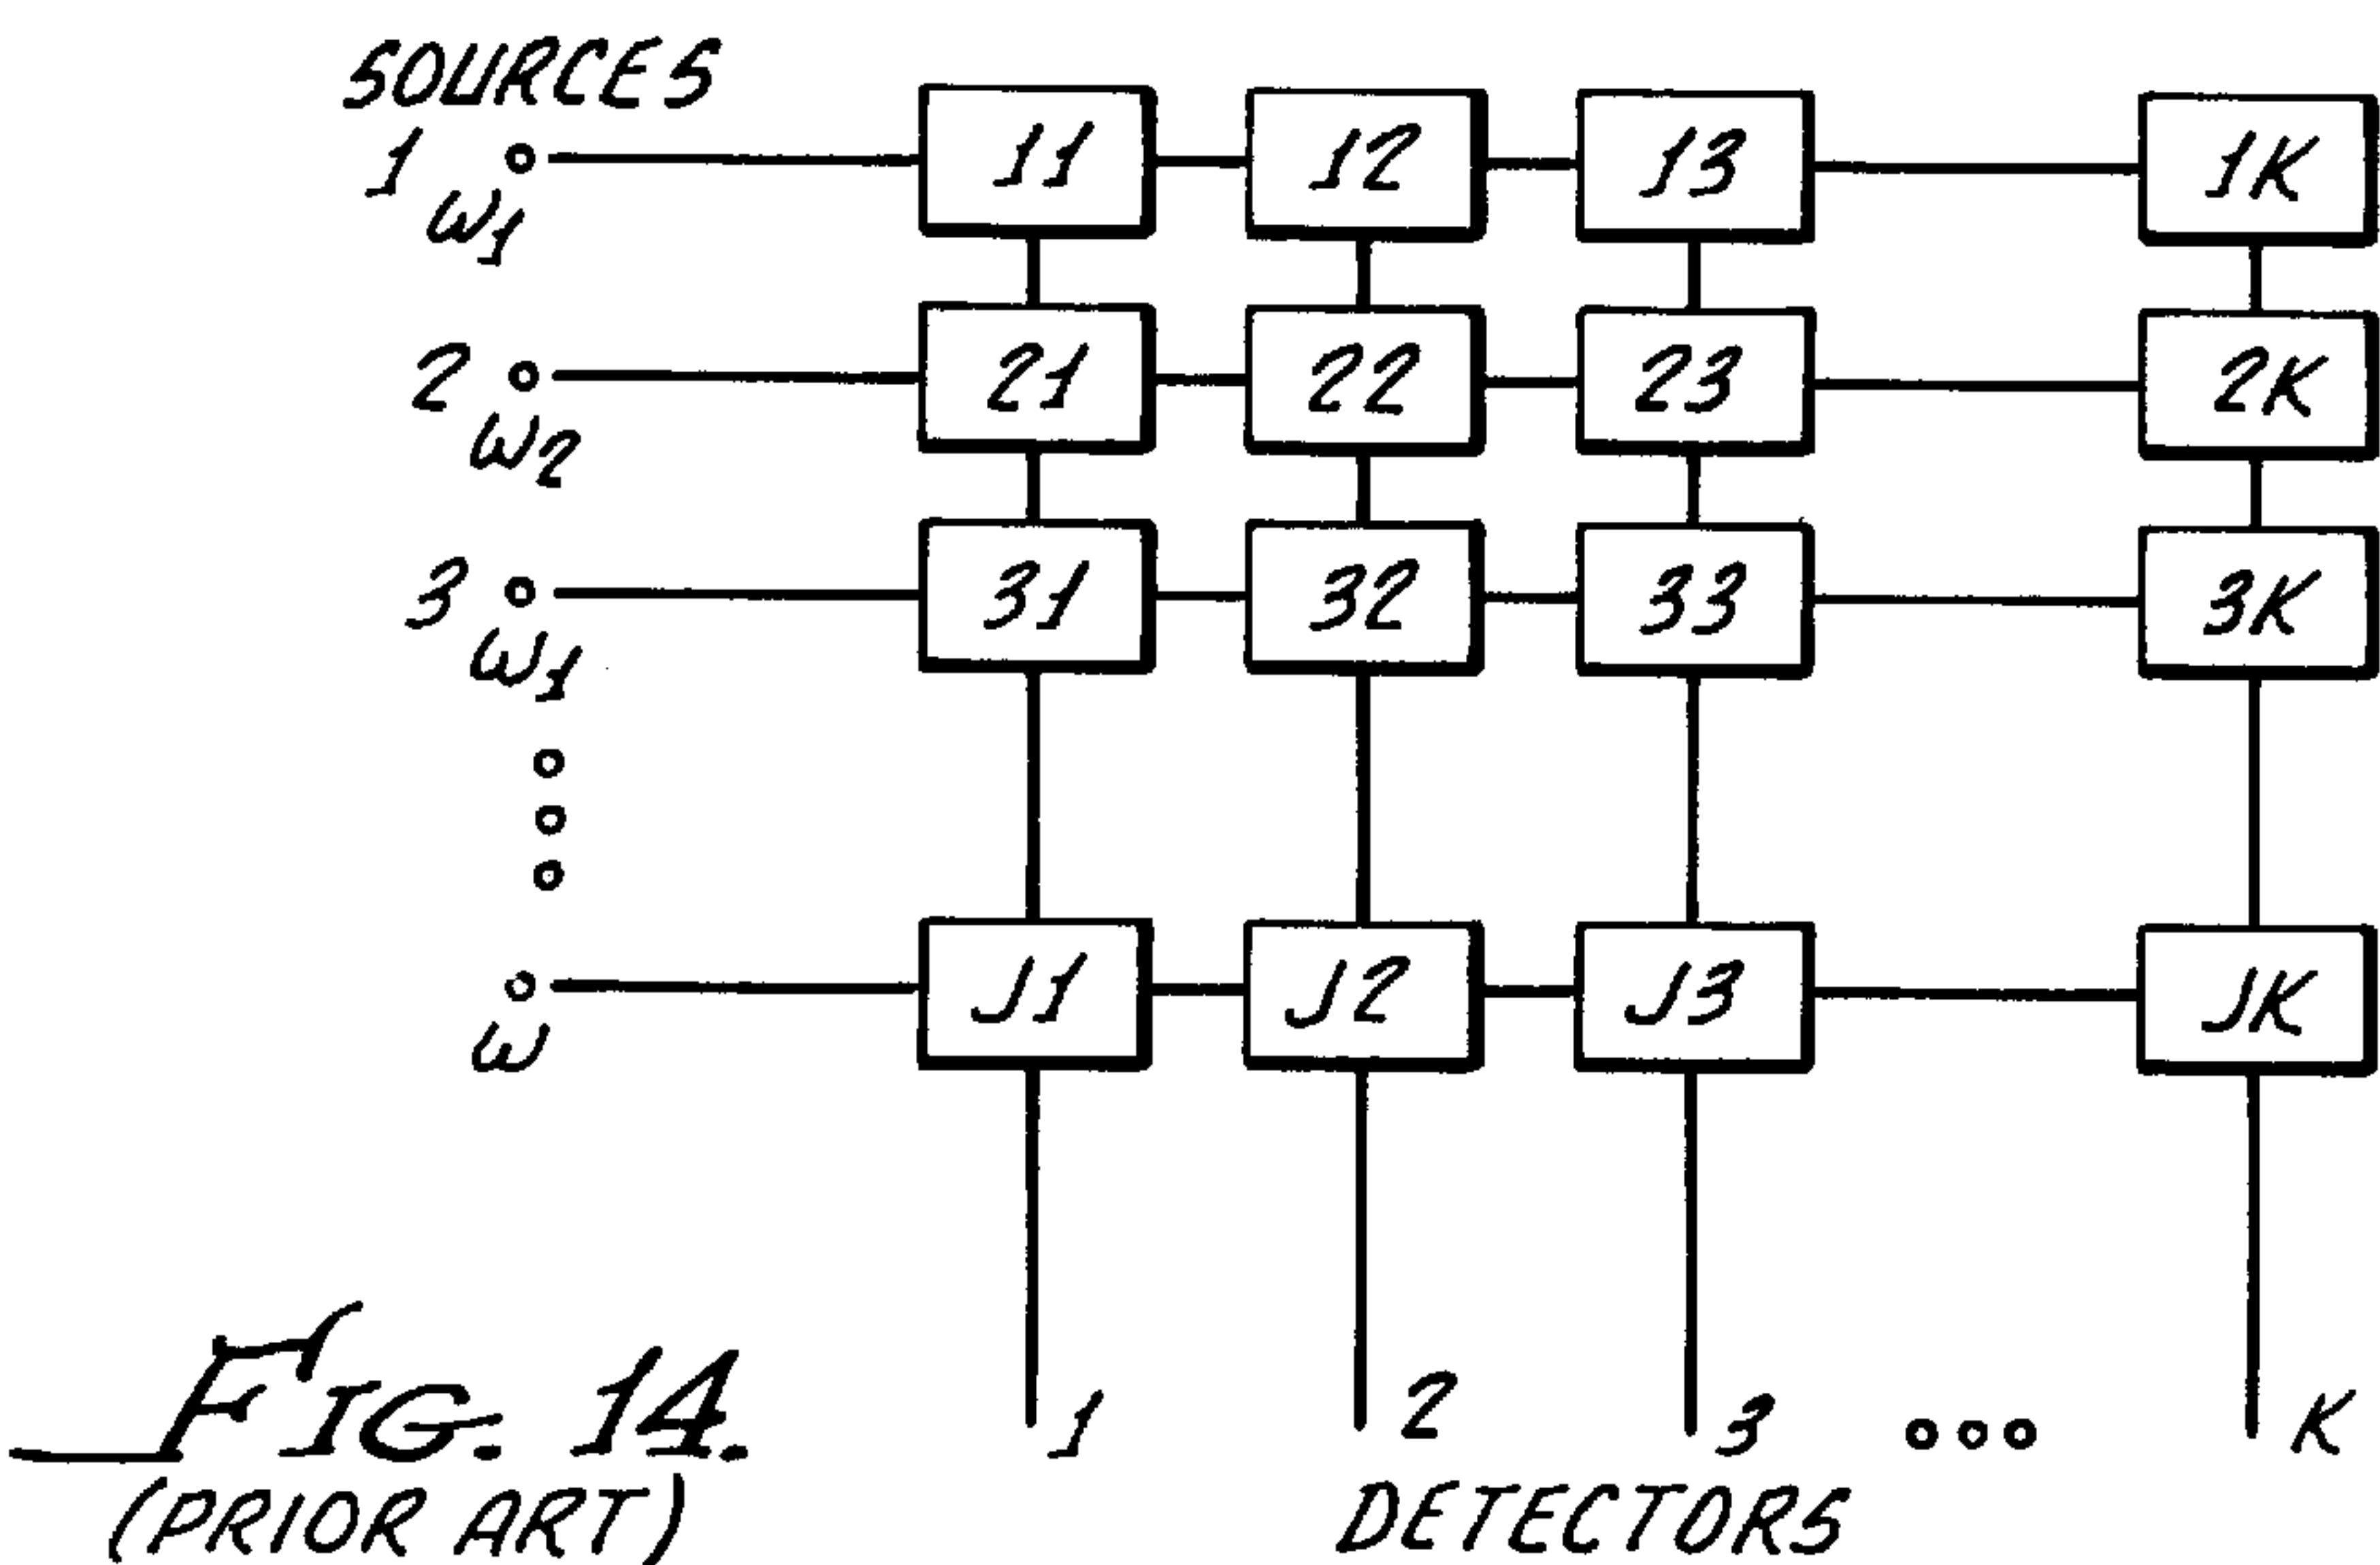 SOURCES
1 ω1
11 12 13 1K
2 ω2
21 22 23 2K
3 ω1
31 32 33 3K
ω
J1 J2 J3 JK
1 2 3 K
DETECTORS
FIG. 14.
(PRIOR ART)